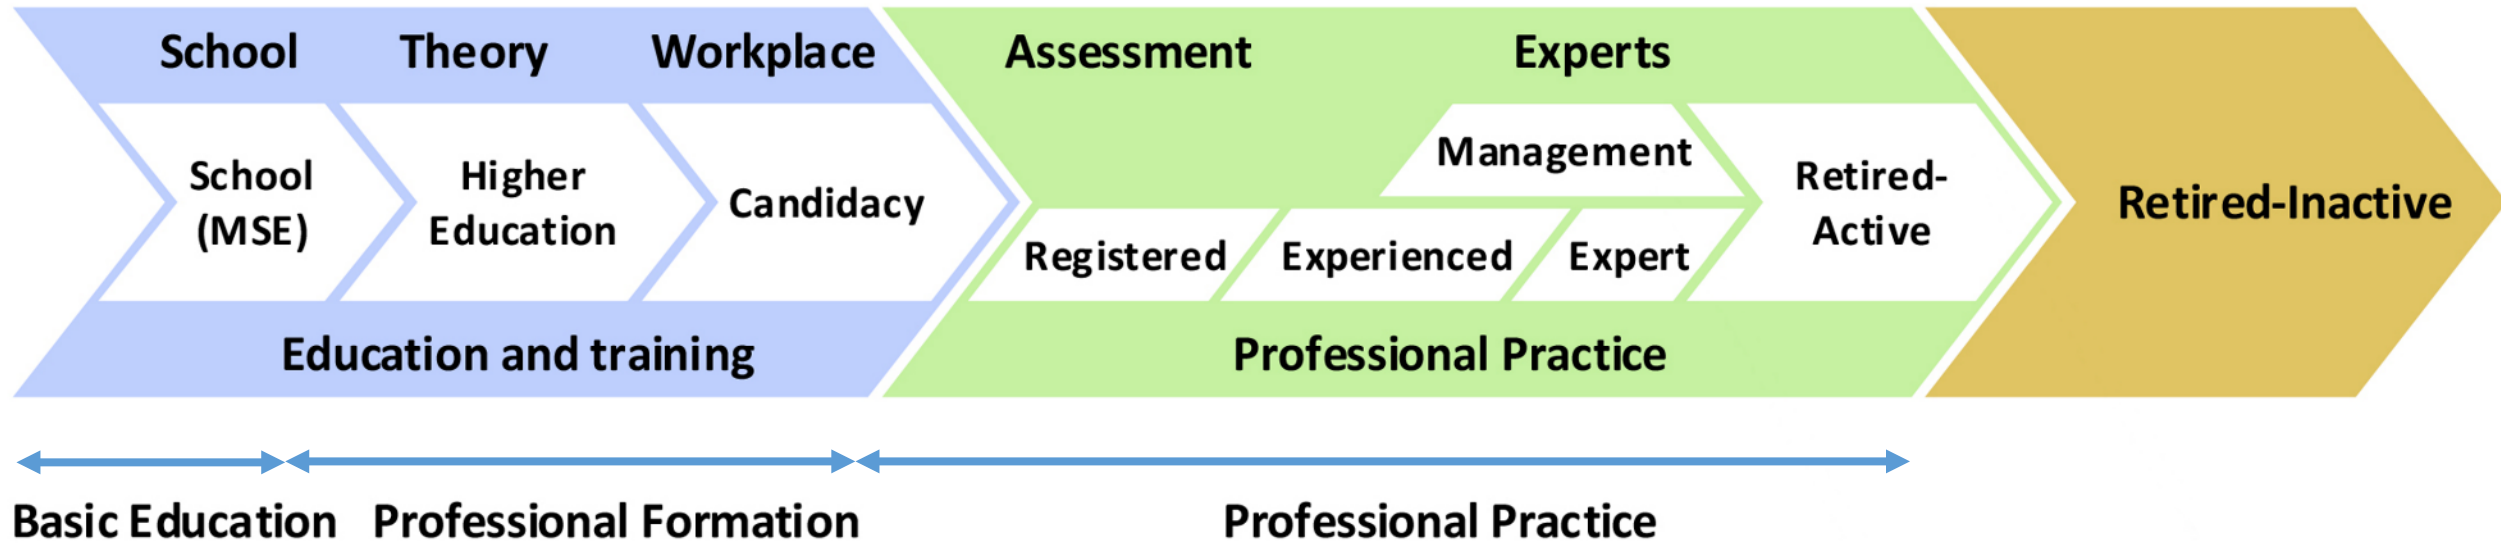 School Theory Workplace Assessment Experts
School
(MSE)
Higher
Education
Candidacy
Management
Registered Experienced Expert
Retired-
Active
Retired-Inactive
Education and training
Professional Practice
Basic Education
Professional Formation
Professional Practice